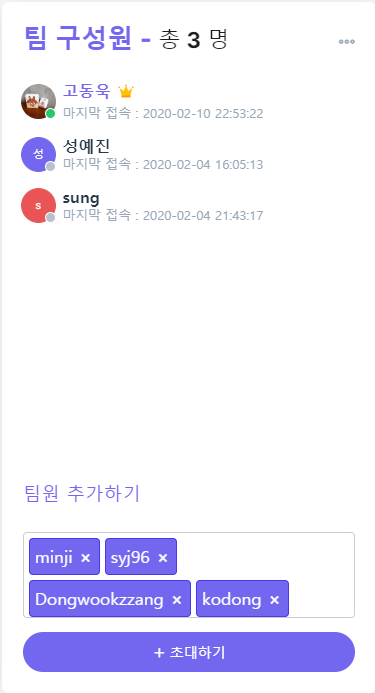 팀 구성원 - 총 3 명
고동욱
마지막 접속 : 2020-02-10 22:53:22
성
성예진
마지막 접속 : 2020-02-04 16:05:13
s
sung
마지막 접속 : 2020-02-04 21:43:17
팀원 추가하기
minji × syj96 ×
Dongwookzzang × kodong ×
+ 초대하기